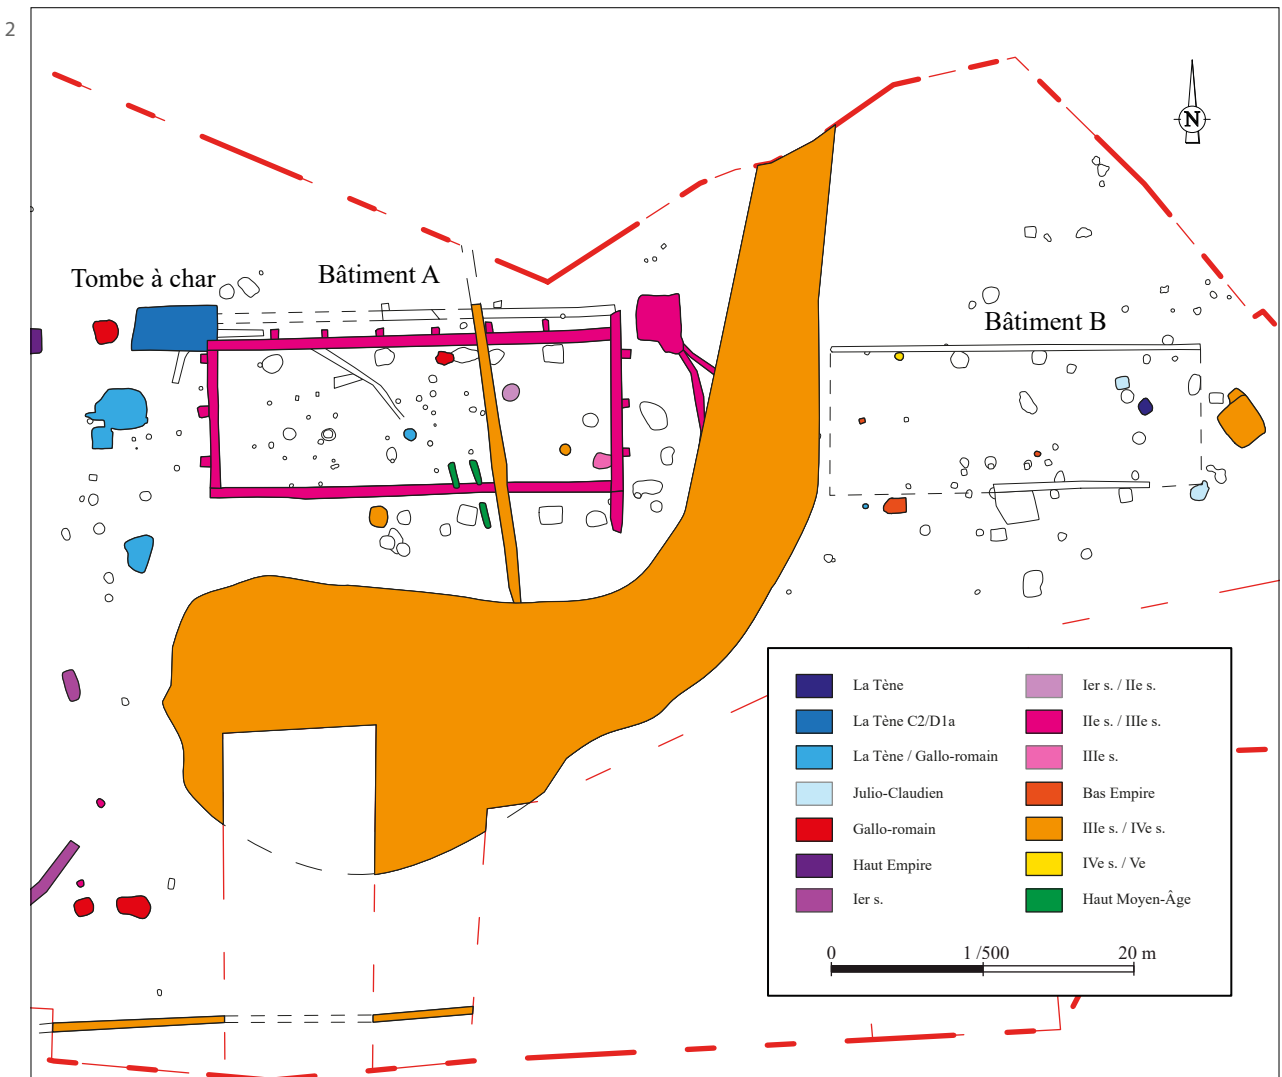 2
N
Tombe à char
Bâtiment A
Bâtiment B
La Tène
La Tène C2/D1a
La Tène / Gallo-romain
Julio-Claudien
Gallo-romain
Haut Empire
Ier s.
Ier s. / IIe s.
IIe s. / IIIe s.
IIIe s.
Bas Empire
IIIe s. / IVe s.
IVe s. / Ve
Haut Moyen-Âge
0 1 /500 20 m